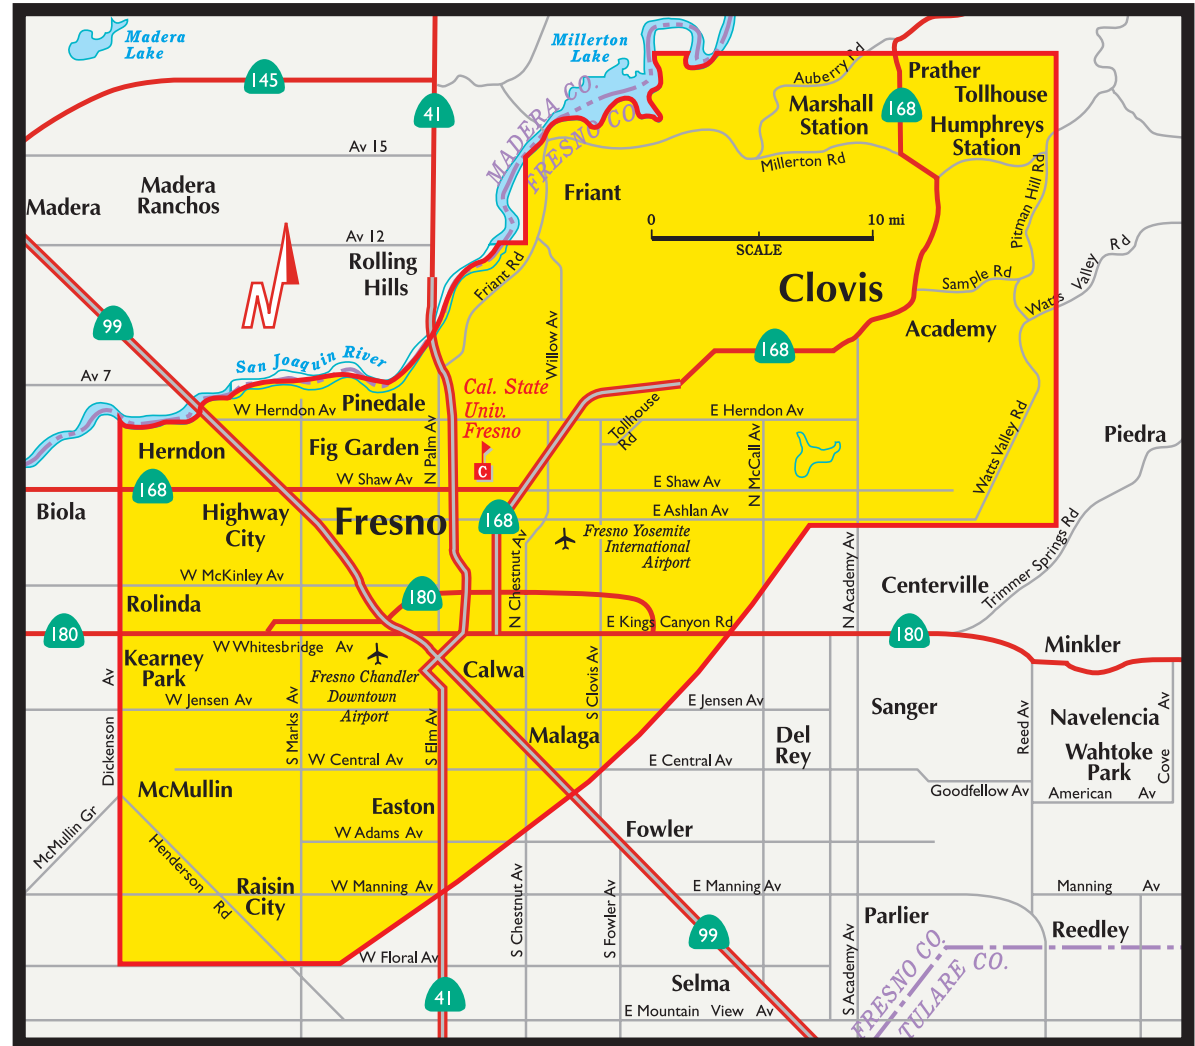 Madera
Lake
145
41
Millerton
Lake
MADERA CO.
FRESNO CO.
Auberry Rd
Prather
Tollhouse
168
Marshall
Station
Humphreys
Station
Av 15
Millerton Rd
Madera
Ranchos
Madera
Friant
Pitman Hill Rd
0
10 mi
SCALE
Av 12
Rolling
Hills
Friant Rd
Clovis
Sample Rd
Watts Valley Rd
N
99
Academy
168
Willow Av
San Joaquin River
Av 7
Cal. State
Univ.
Fresno
C
W Herndon Av
Pinedale
E Herndon Av
Tollhouse
Rd
N Palm Av
N McCall Av
Watts Valley Rd
Piedra
Herndon
Fig Garden
W Shaw Av
E Shaw Av
168
Biola
Highway
City
Fresno
168
E Ashlan Av
Fresno Yosemite
International
Airport
N Chestnut Av
N Academy Av
Trimmer Springs Rd
W McKinley Av
Centerville
Rolinda
180
180
E Kings Canyon Rd
180
Minkler
W Whitesbridge Av
Kearney
Park
Fresno Chandler
Downtown
Airport
Calwa
W Jensen Av
E Jensen Av
Sanger
S Clovis Av
Dickenson Av
S Marks Av
S Elm Av
Malaga
Del
Rey
Reed Av
Navelencia
Wahtoke
Park
Cove Av
W Central Av
E Central Av
McMullin
Goodfellow Av
American Av
Easton
McMullin Gr
Henderson Rd
W Adams Av
Fowler
Raisin
City
W Manning Av
E Manning Av
Manning Av
S Chestnut Av
S Fowler Av
Parlier
Reedley
99
S Academy Av
W Floral Av
FRESNO CO.
TULARE CO.
41
Selma
E Mountain View Av